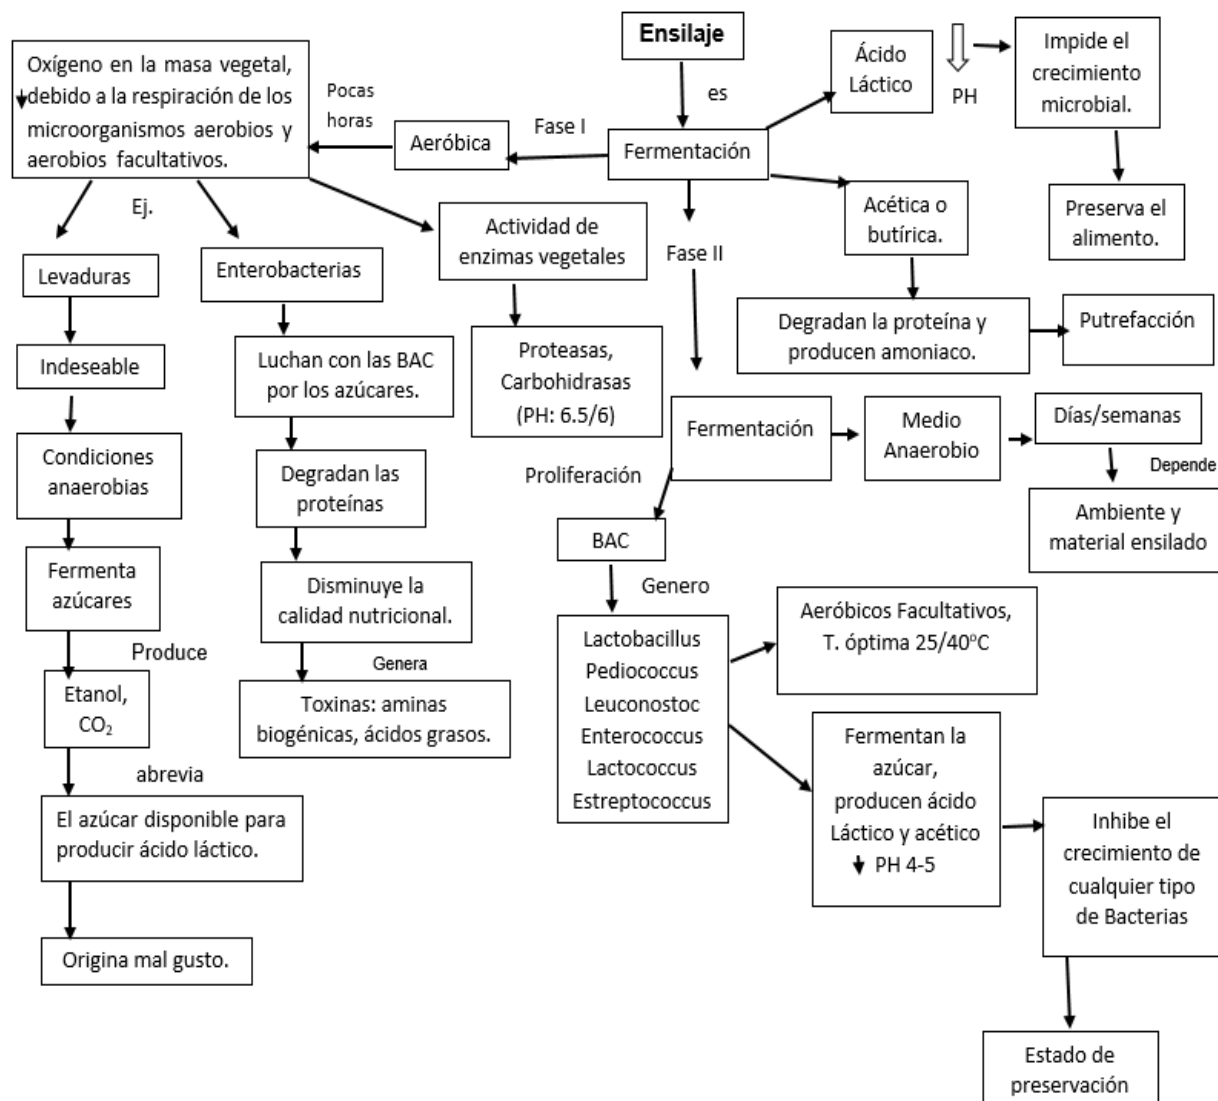 Ensilaje
es
Fermentación
Ácido
Láctico
PH
Impide el
crecimiento
microbial.
Preserva el
alimento.
Acética o
butírica.
Degradan la proteína y
producen amoniaco.
Putrefacción
Fase I
Aeróbica
Pocas
horas
Oxígeno en la masa vegetal,
debido a la respiración de los
microorganismos aerobios y
aerobios facultativos.
Ej.
Levaduras
Indeseable
Condiciones
anaerobias
Fermenta
azúcares
Produce
Etanol,
CO₂
abrevia
El azúcar disponible para
producir ácido láctico.
Origina mal gusto.
Enterobacterias
Luchan con las BAC
por los azúcares.
Degradan las
proteínas
Disminuye la
calidad nutricional.
Genera
Toxinas: aminas
biogénicas, ácidos grasos.
Actividad de
enzimas vegetales
Proteasas,
Carbohidrasas
(PH: 6.5/6)
Fase II
Fermentación
Medio
Anaerobio
Días/semanas
Depende
Ambiente y
material ensilado
Proliferación
BAC
Genero
Lactobacillus
Pediococcus
Leuconostoc
Enterococcus
Lactococcus
Estreptococcus
Aeróbicos Facultativos,
T. óptima 25/40°C
Fermentan la
azúcar,
producen ácido
Láctico y acético
PH 4-5
Inhibe el
crecimiento de
cualquier tipo
de Bacterias
Estado de
preservación